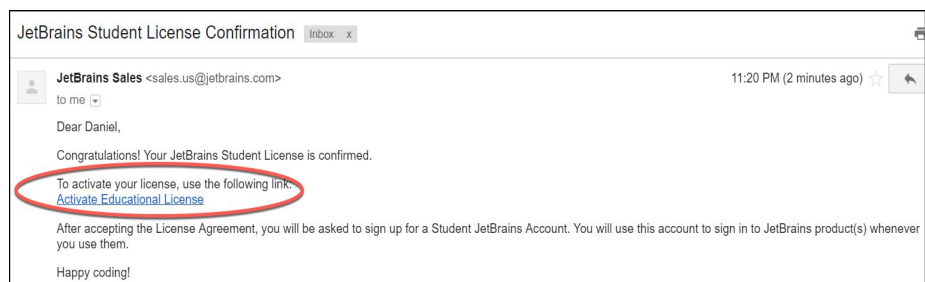 JetBrains Student License Confirmation Inbox x
JetBrains Sales <sales.us@jetbrains.com> 11:20 PM (2 minutes ago)
to me
Dear Daniel,
Congratulations! Your JetBrains Student License is confirmed.
To activate your license, use the following link:
Activate Educational License
After accepting the License Agreement, you will be asked to sign up for a Student JetBrains Account. You will use this account to sign in to JetBrains product(s) whenever
you use them.
Happy coding!